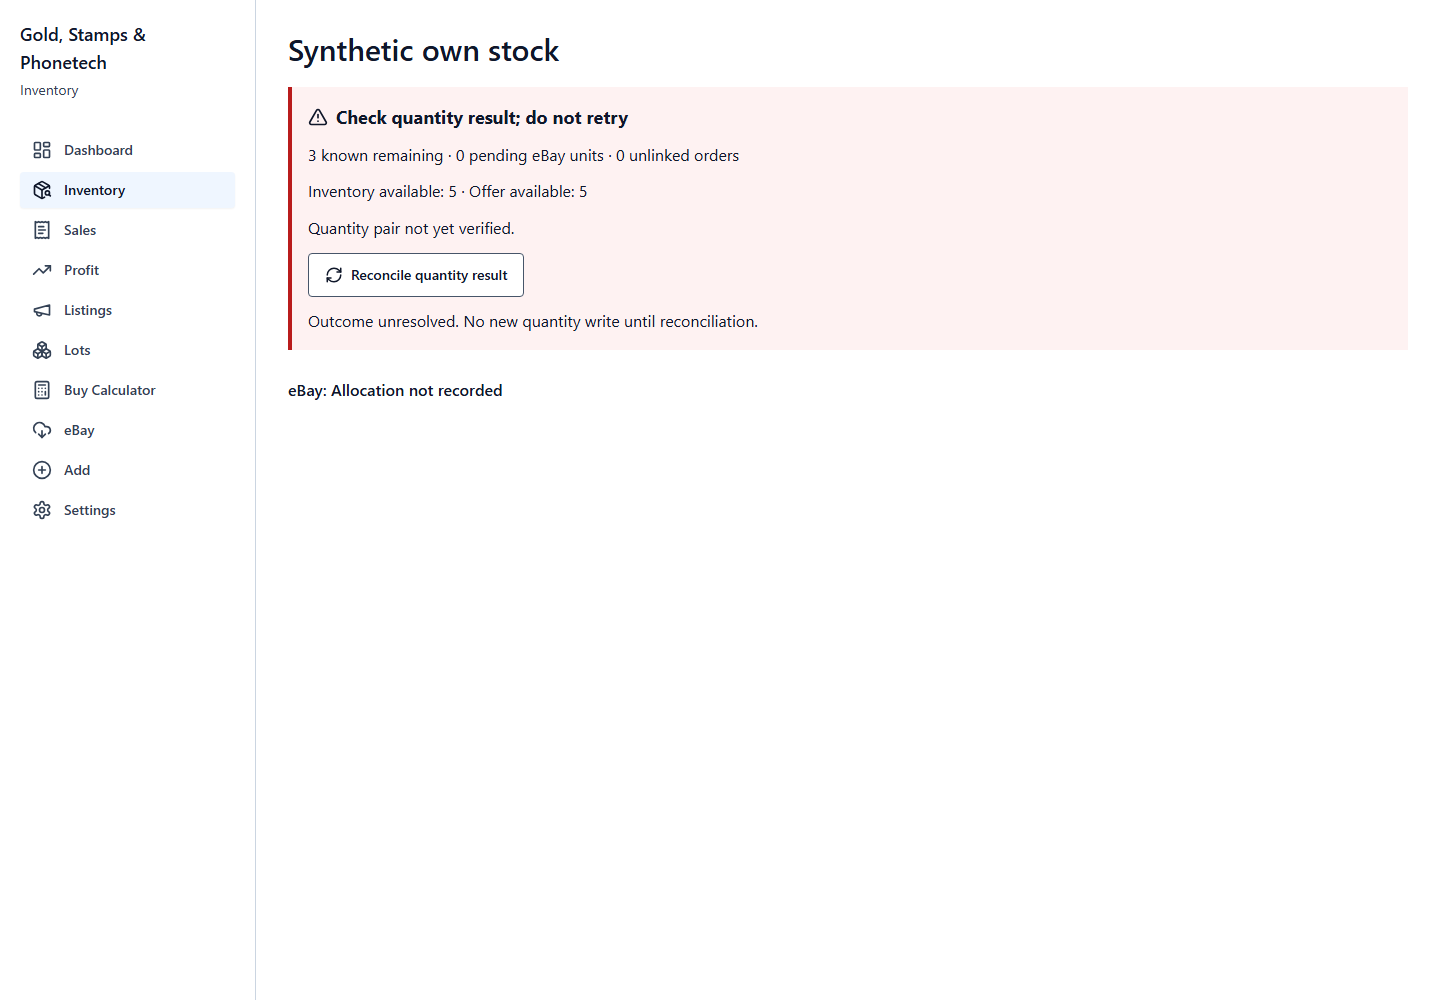 Gold, Stamps &
Phonetech
Inventory
Dashboard
Inventory
Sales
Profit
Listings
Lots
Buy Calculator
eBay
Add
Settings
Synthetic own stock
Check quantity result; do not retry
3 known remaining · 0 pending eBay units · 0 unlinked orders
Inventory available: 5 · Offer available: 5
Quantity pair not yet verified.
Reconcile quantity result
Outcome unresolved. No new quantity write until reconciliation.
eBay: Allocation not recorded